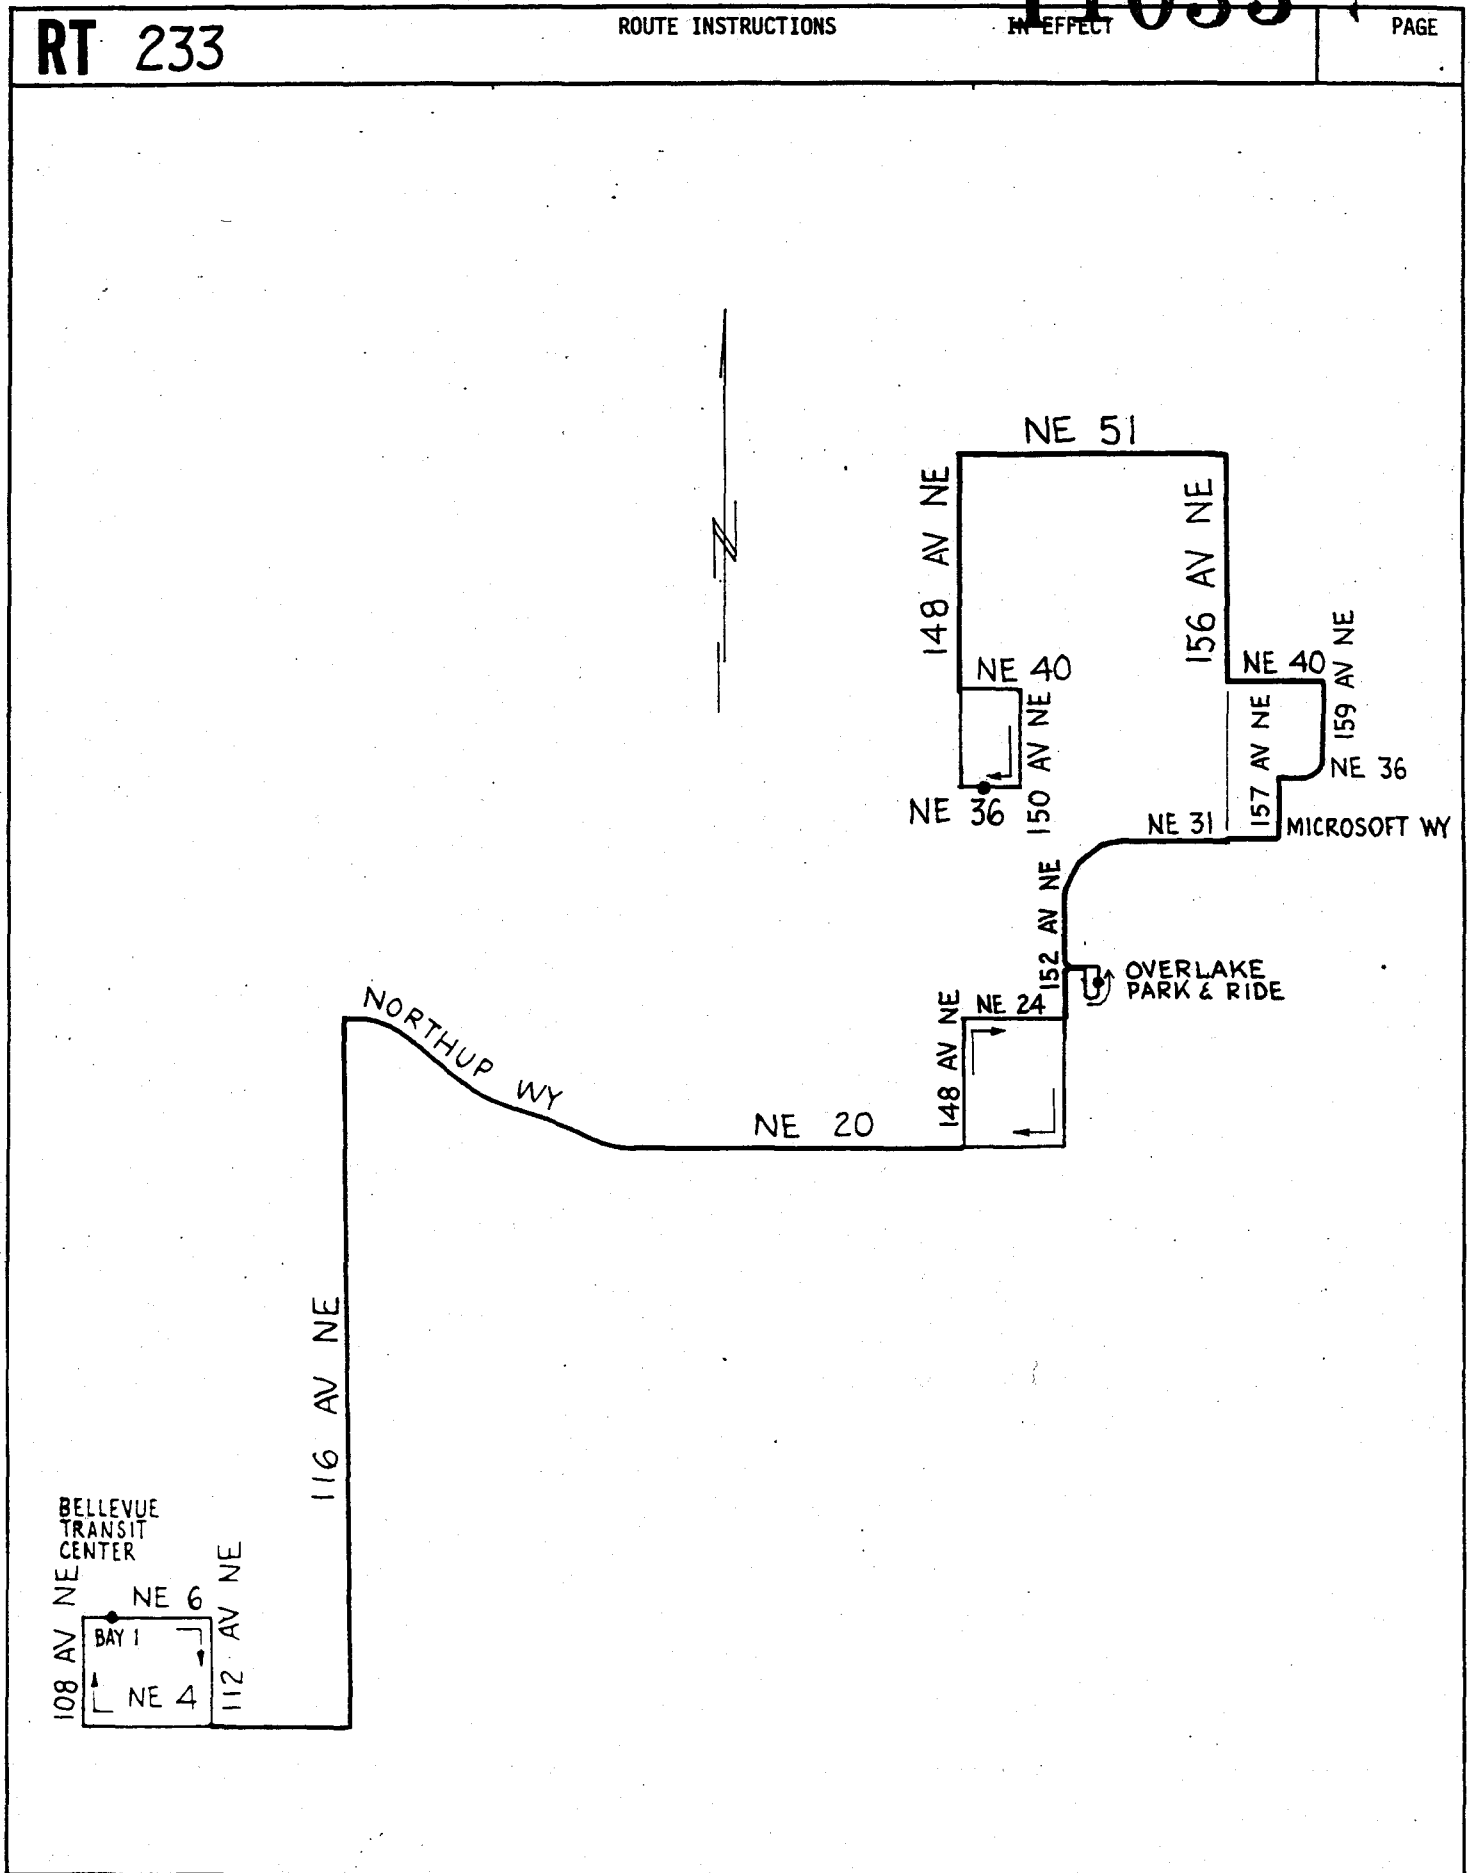 RT 233
ROUTE INSTRUCTIONS
IN EFFECT
PAGE
N
NE 51
148 AV NE
156 AV NE
NE 40
NE 40
159 AV NE
150 AV NE
157 AV NE
NE 36
NE 36
NE 31
MICROSOFT WY
152 AV NE
OVERLAKE
PARK & RIDE
148 AV NE
NE 24
NORTHUP WY
NE 20
116 AV NE
BELLEVUE
TRANSIT
CENTER
108 AV NE
NE 6
112 AV NE
BAY 1
NE 4